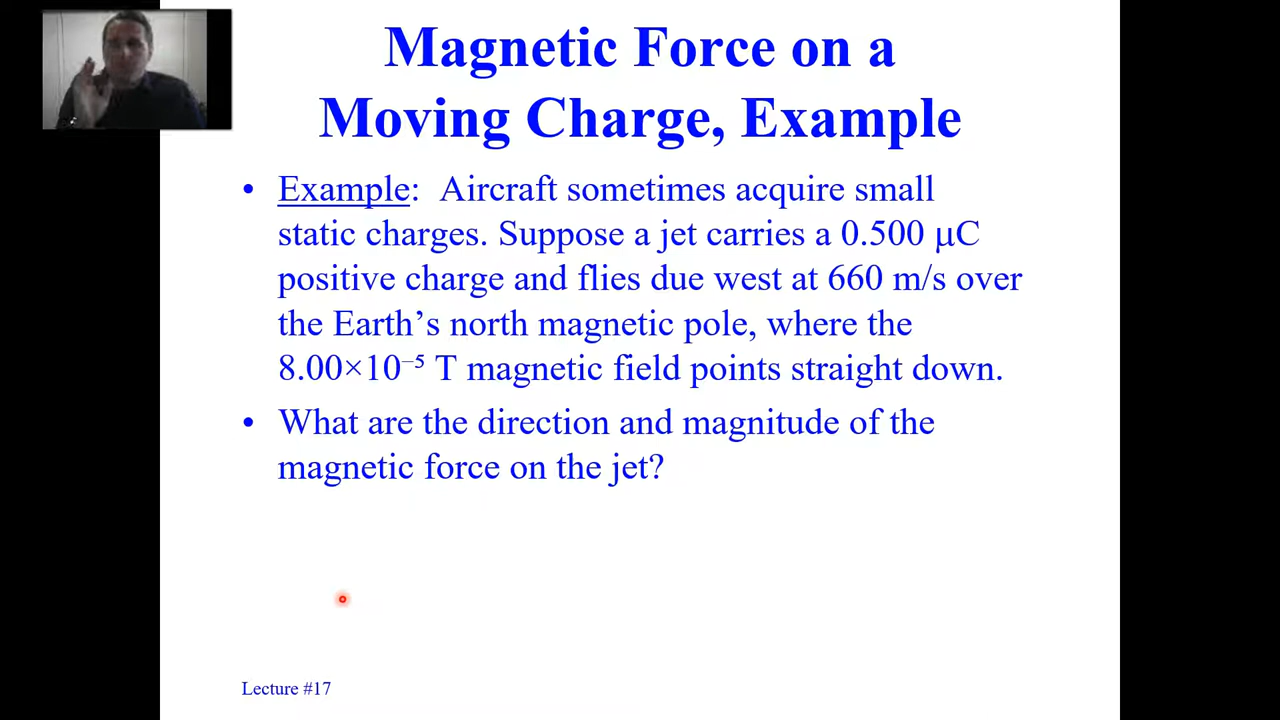 Magnetic Force on a
Moving Charge, Example
• Example: Aircraft sometimes acquire small
static charges. Suppose a jet carries a 0.500 μC
positive charge and flies due west at 660 m/s over
the Earth’s north magnetic pole, where the
8.00×10⁻⁵ T magnetic field points straight down.
• What are the direction and magnitude of the
magnetic force on the jet?
Lecture #17